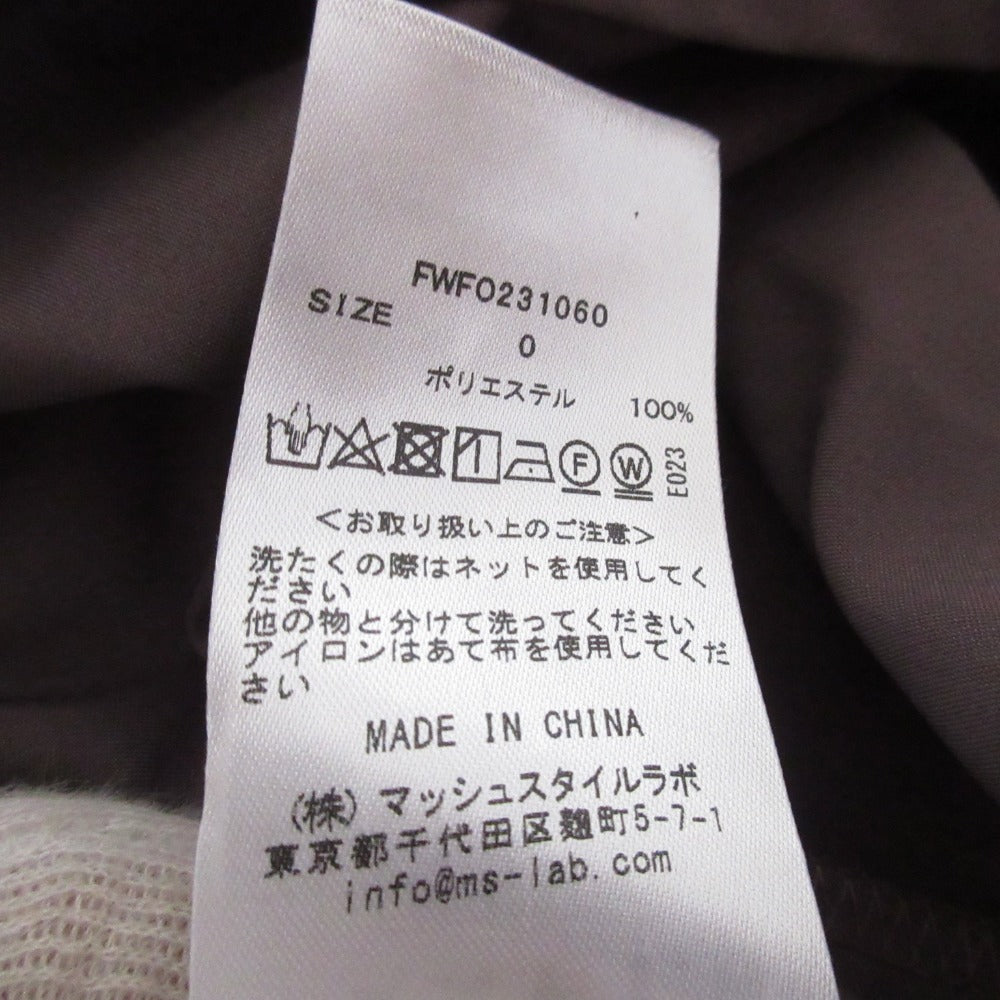 FWFO231060
SIZE 0
ポリエステル 100%
F W E023
<お取り扱い上のご注意>
洗たくの際はネットを使用してく
ださい
他の物と分けて洗ってください
アイロンはあて布を使用してくだ
さい
MADE IN CHINA
(株)マッシュスタイルラボ
東京都千代田区麹町5-7-1
info@ms-lab.com